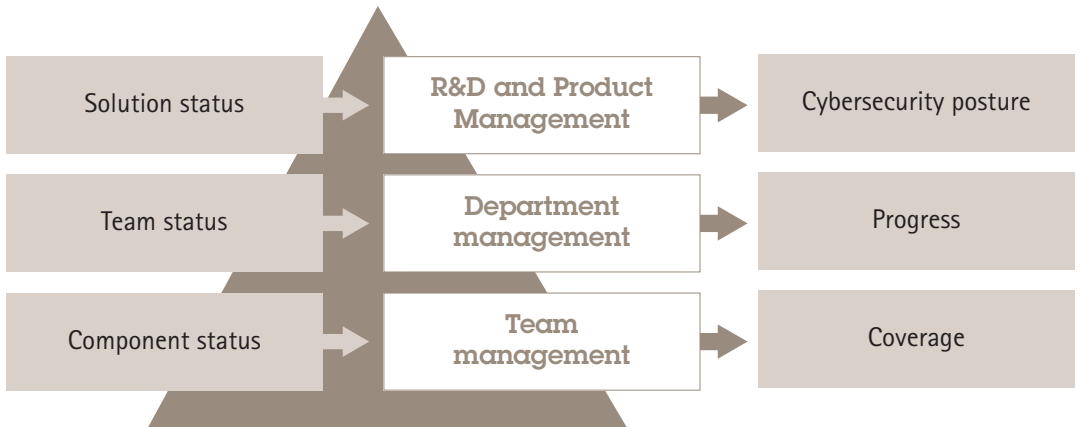 Solution status
R&D and Product
Management
Cybersecurity posture
Team status
Department
management
Progress
Component status
Team
management
Coverage